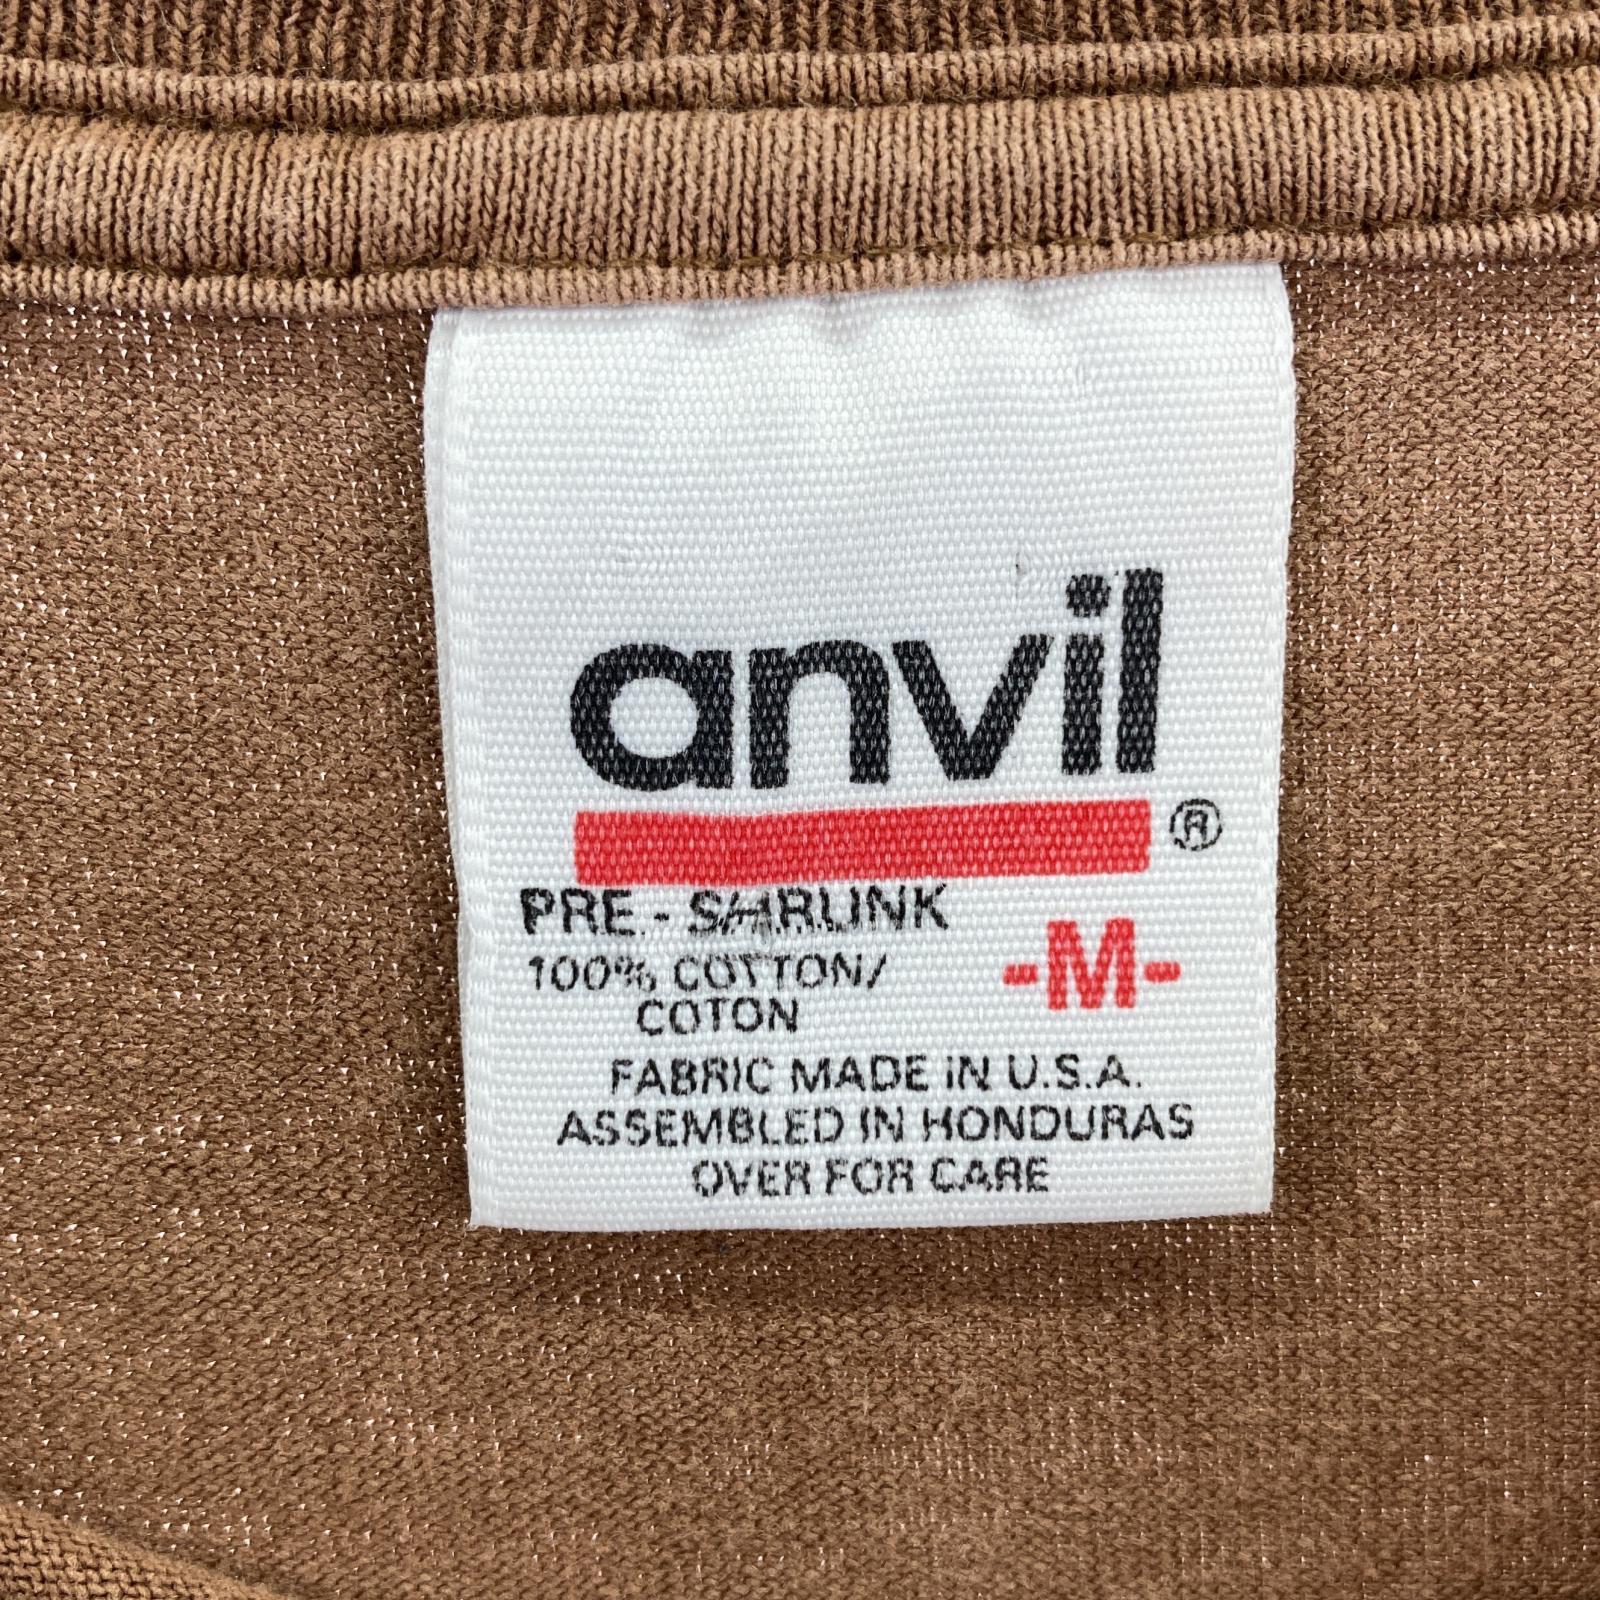 anvil
®
PRE - SHRUNK
100% COTTON/
COTON
-M-
FABRIC MADE IN U.S.A.
ASSEMBLED IN HONDURAS
OVER FOR CARE